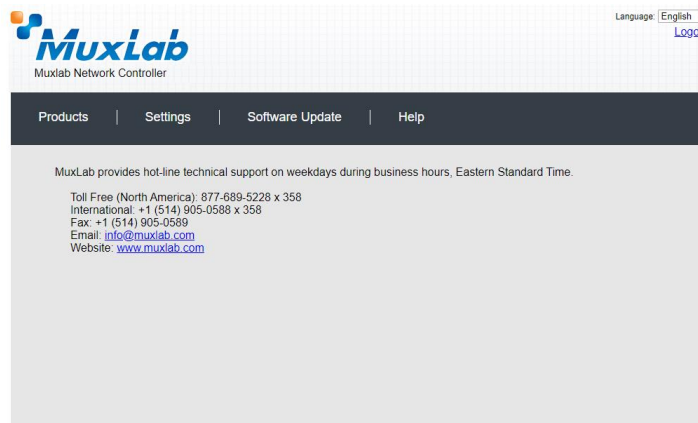 Language: English
Logo
MuxLab
Muxlab Network Controller
Products | Settings | Software Update | Help
MuxLab provides hot-line technical support on weekdays during business hours, Eastern Standard Time.
Toll Free (North America): 877-689-5228 x 358
International: +1 (514) 905-0588 x 358
Fax: +1 (514) 905-0589
Email: info@muxlab.com
Website: www.muxlab.com